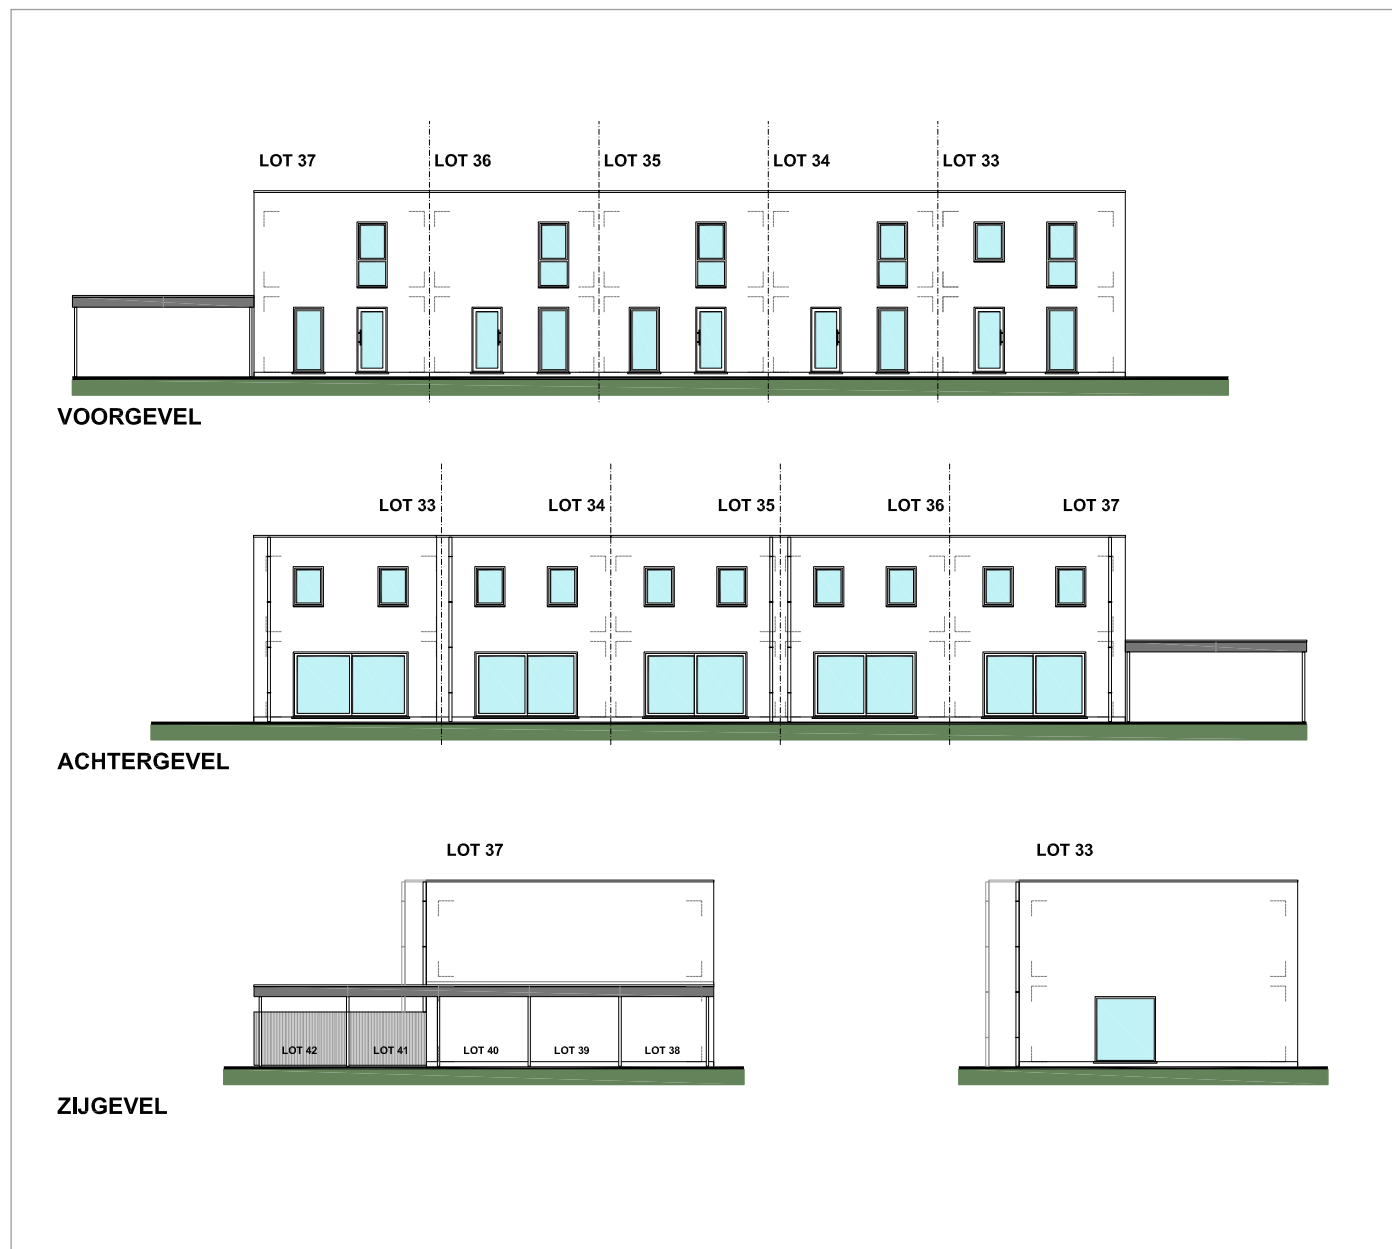 LOT 37 LOT 36 LOT 35 LOT 34 LOT 33
VOORGEVEL
LOT 33 LOT 34 LOT 35 LOT 36 LOT 37
ACHTERGEVEL
LOT 37 LOT 33
LOT 42 LOT 41 LOT 40 LOT 39 LOT 38
ZIJGEVEL